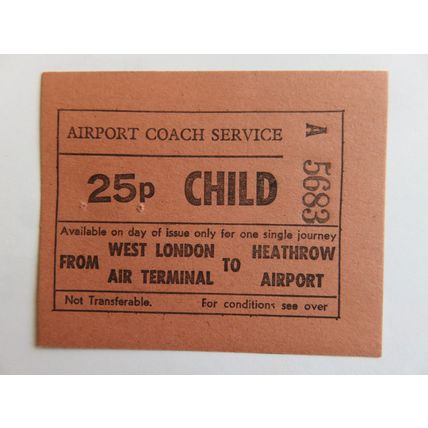 AIRPORT COACH SERVICE
A 5683
25p CHILD
Available on day of issue only for one single journey
FROM WEST LONDON AIR TERMINAL TO HEATHROW AIRPORT
Not Transferable. For conditions see over